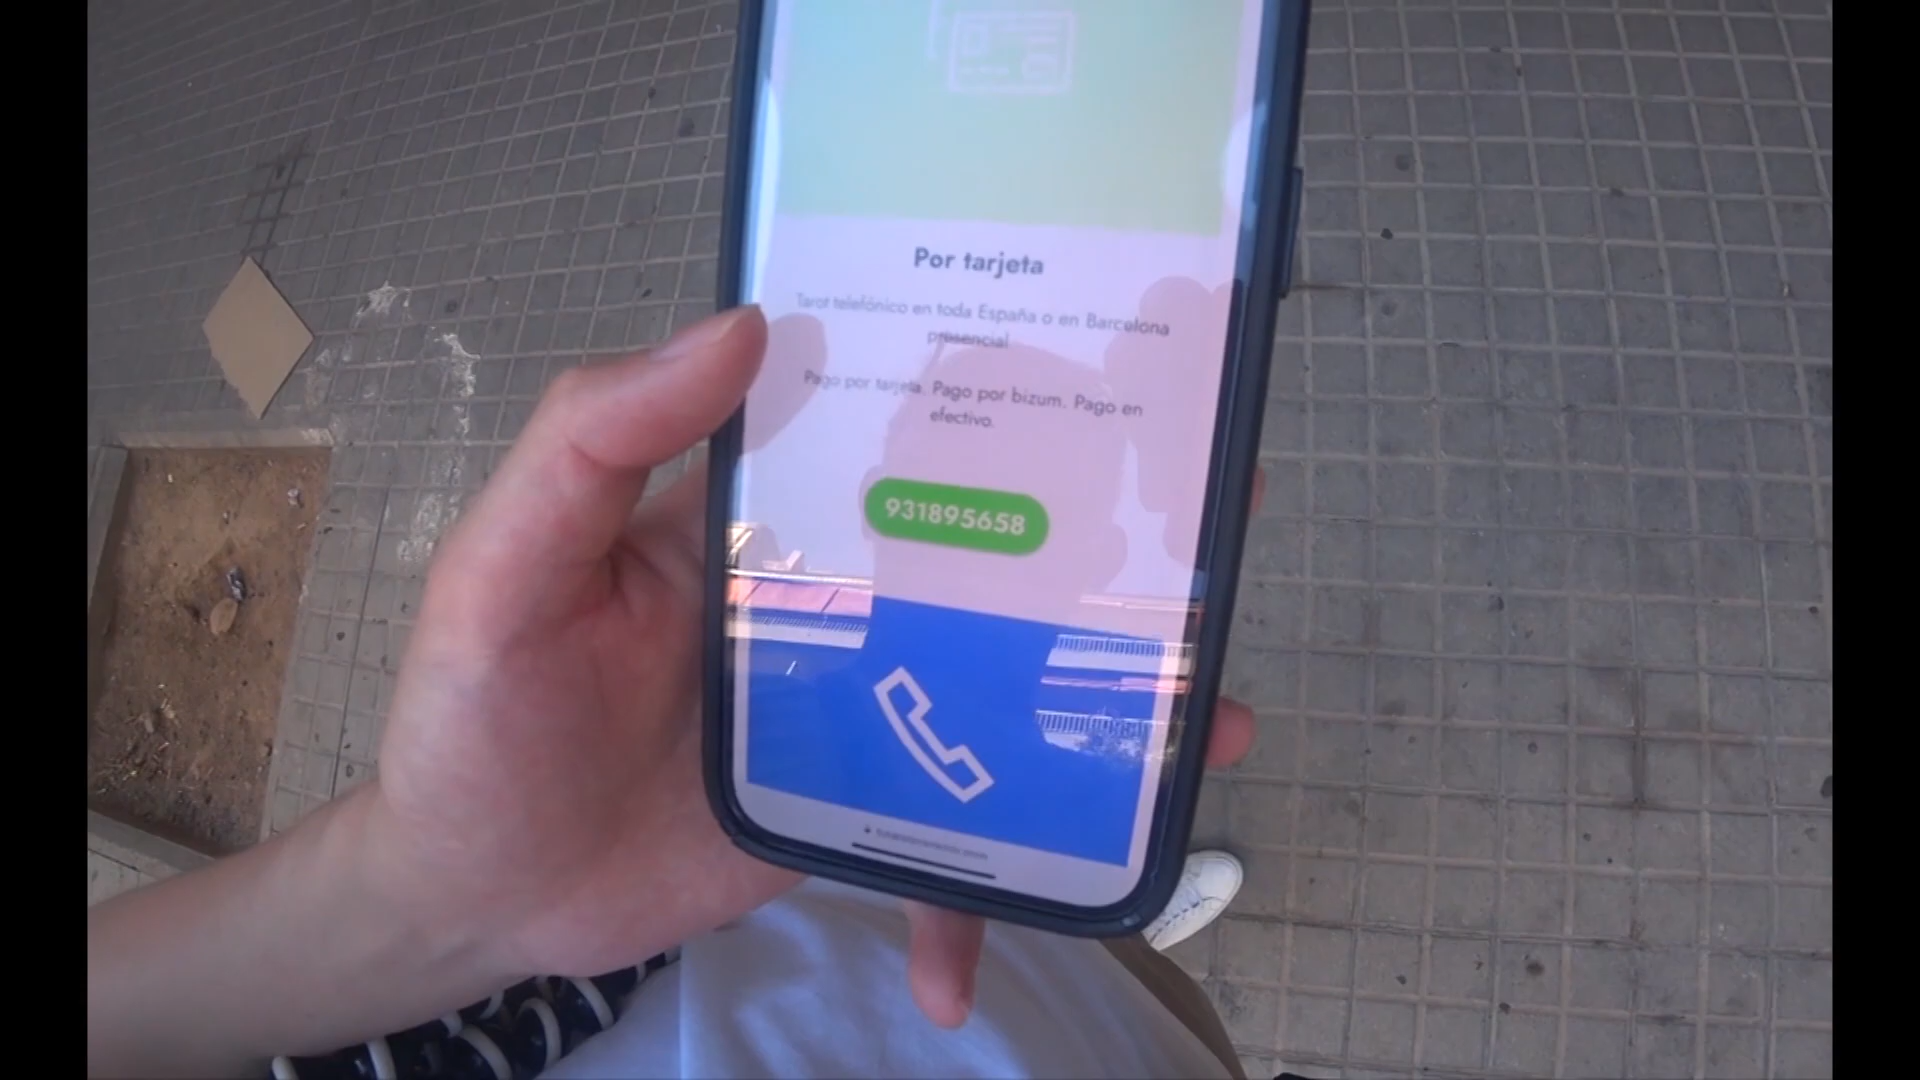 Por tarjeta
Tarot telefónico en toda España o en Barcelona
presencial
Pago por tarjeta. Pago por bizum. Pago en
efectivo.
931895658